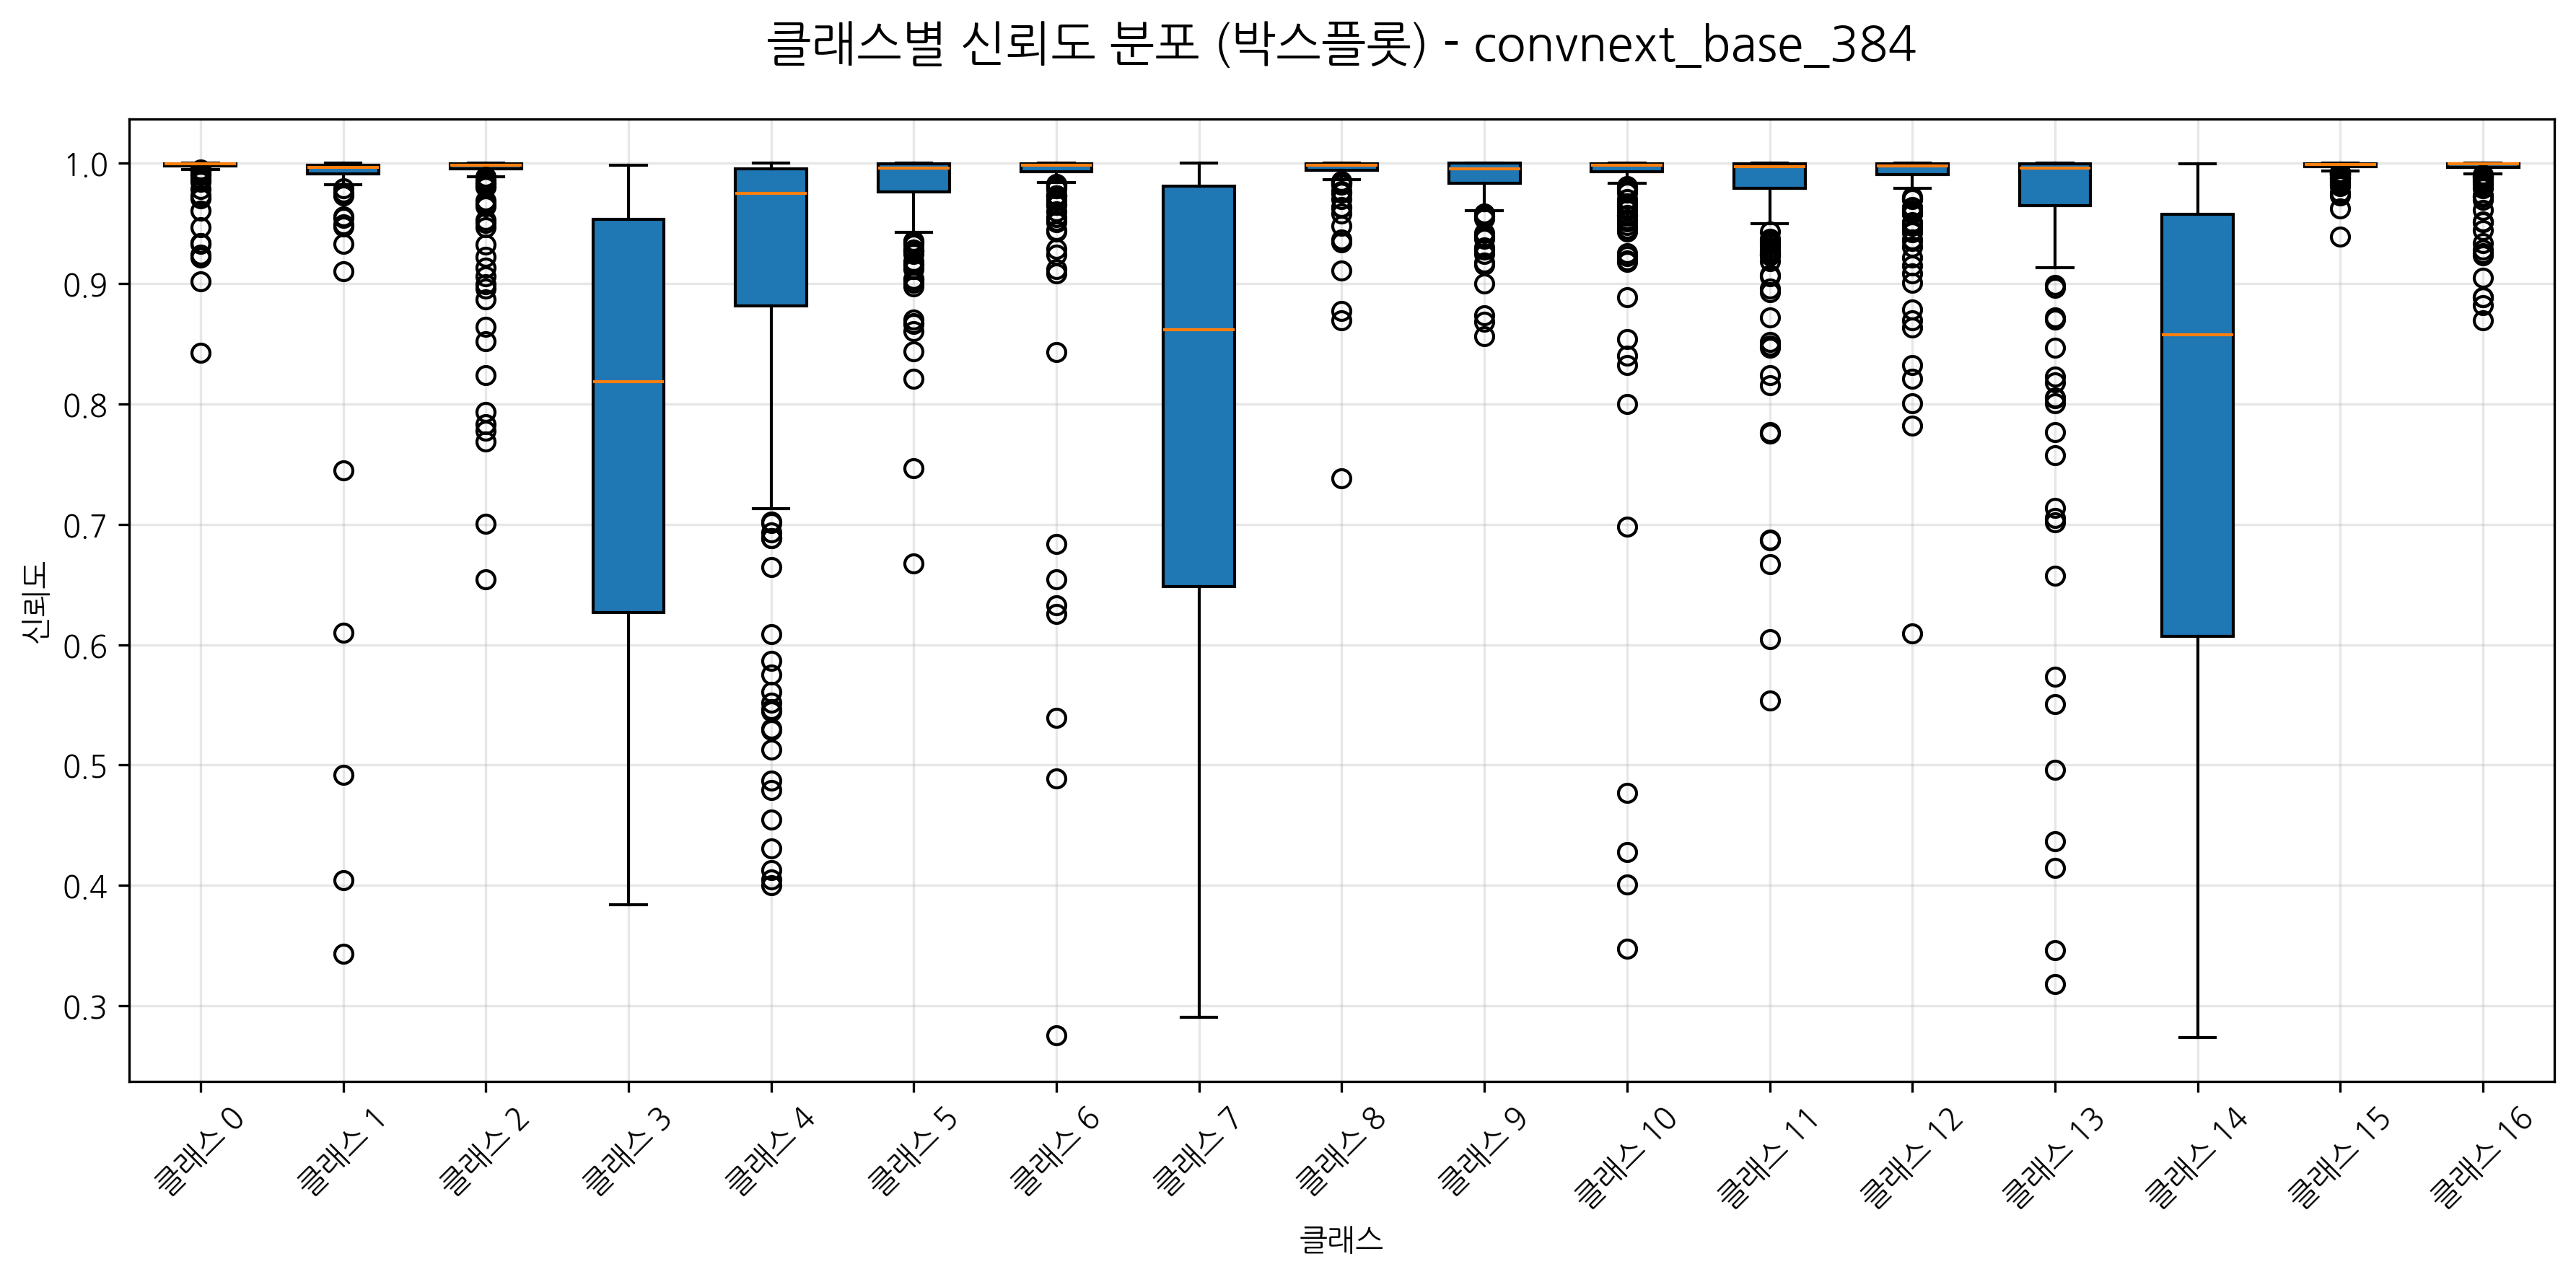 클래스별 신뢰도 분포 (박스플롯) - convnext_base_384
신뢰도
1.0
0.9
0.8
0.7
0.6
0.5
0.4
0.3
클래스 0
클래스 1
클래스 2
클래스 3
클래스 4
클래스 5
클래스 6
클래스 7
클래스 8
클래스 9
클래스 10
클래스 11
클래스 12
클래스 13
클래스 14
클래스 15
클래스 16
클래스